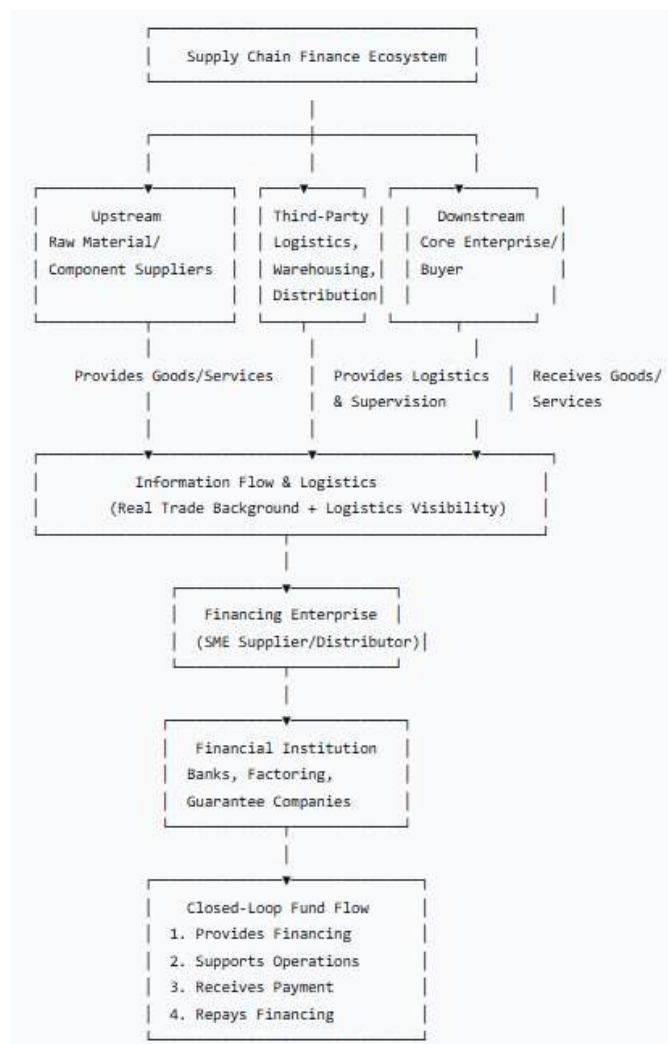 Supply Chain Finance Ecosystem
Upstream
Raw Material/
Component Suppliers
Third-Party
Logistics,
Warehousing,
Distribution
Downstream
Core Enterprise/
Buyer
Provides Goods/Services
Provides Logistics
& Supervision
Receives Goods/
Services
Information Flow & Logistics
(Real Trade Background + Logistics Visibility)
Financing Enterprise
(SME Supplier/Distributor)
Financial Institution
Banks, Factoring,
Guarantee Companies
Closed-Loop Fund Flow
1. Provides Financing
2. Supports Operations
3. Receives Payment
4. Repays Financing